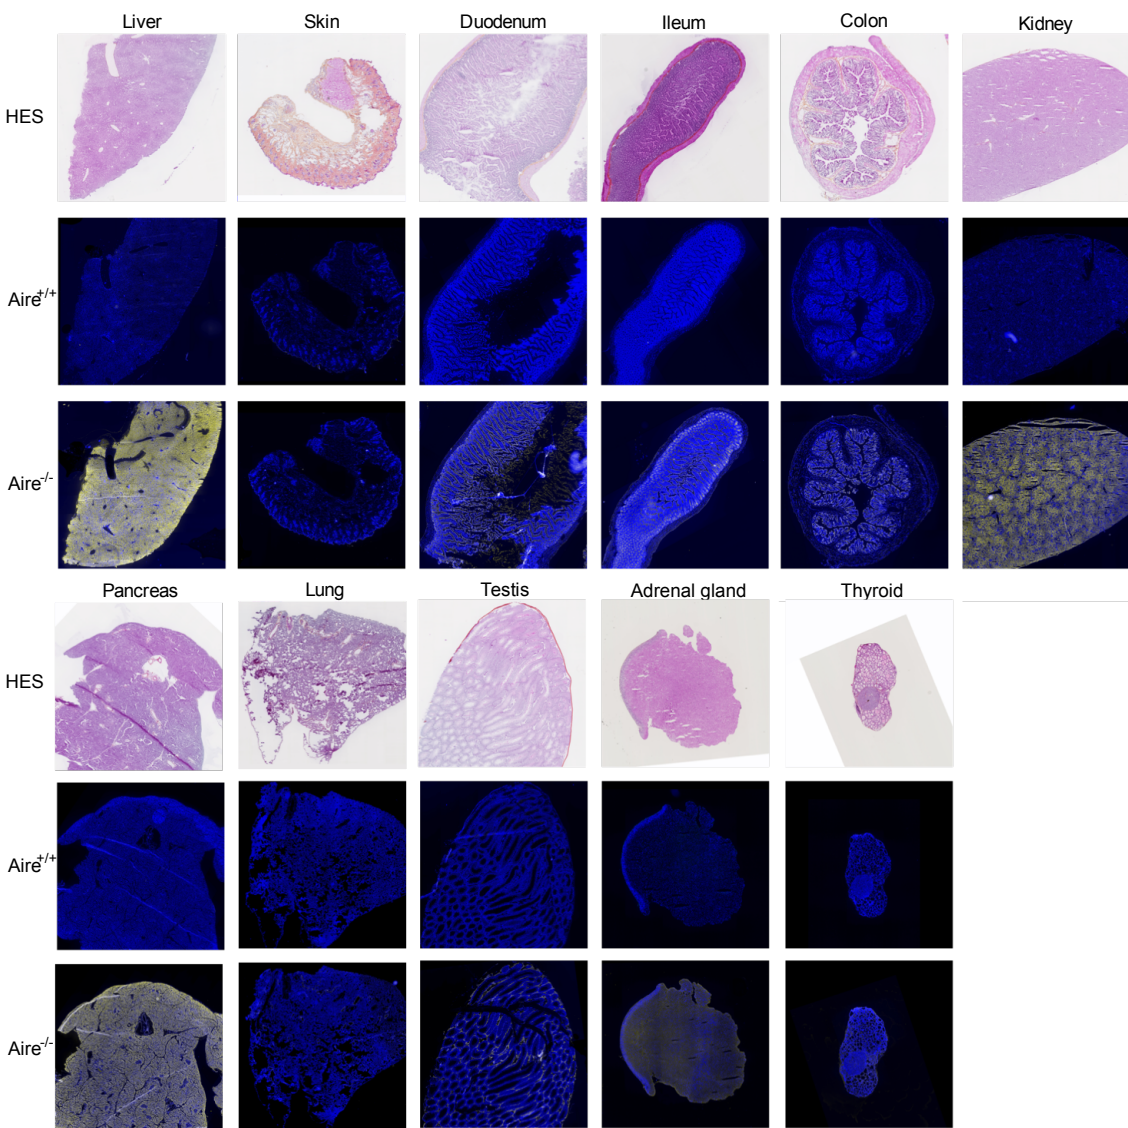 Liver Skin Duodenum Ileum Colon Kidney
HES
Aire+/+
Aire-/-
Pancreas Lung Testis Adrenal gland Thyroid
HES
Aire+/+
Aire-/-